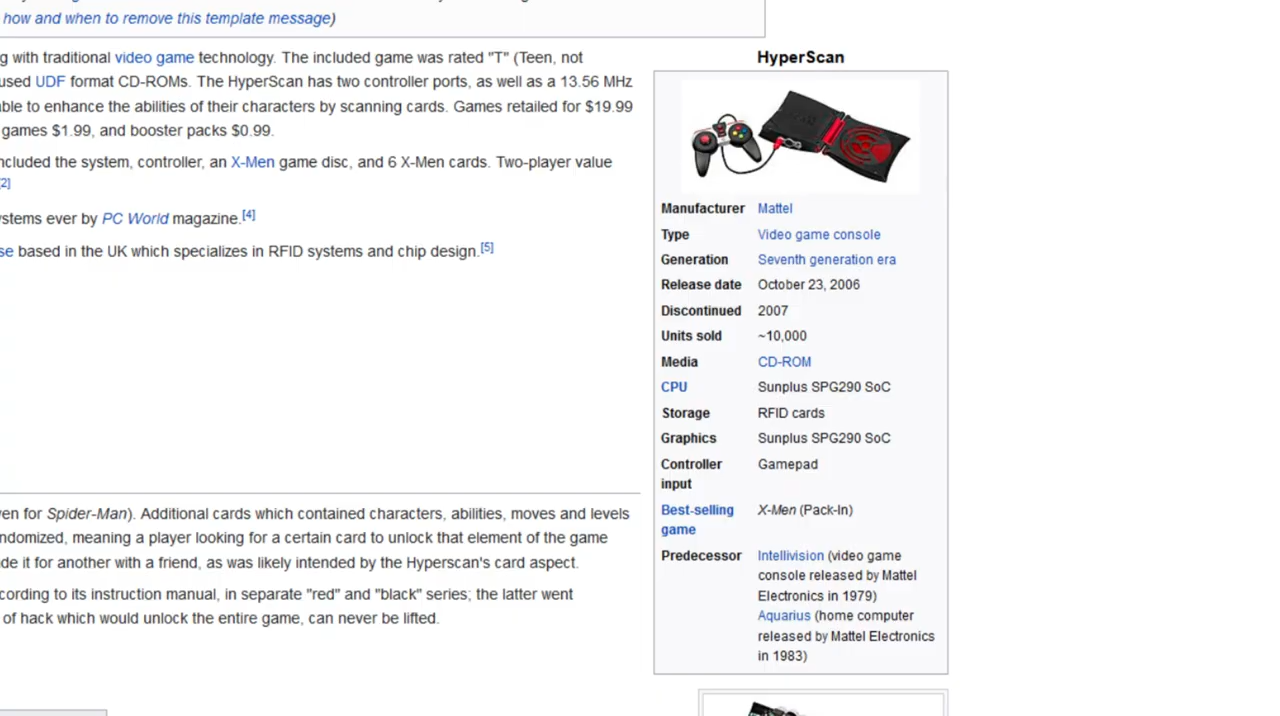 how and when to remove this template message)
g with traditional video game technology. The included game was rated "T" (Teen, not
used UDF format CD-ROMs. The HyperScan has two controller ports, as well as a 13.56 MHz
able to enhance the abilities of their characters by scanning cards. Games retailed for $19.99
games $1.99, and booster packs $0.99.
ncluded the system, controller, an X-Men game disc, and 6 X-Men cards. Two-player value
[2]
ystems ever by PC World magazine.[4]
se based in the UK which specializes in RFID systems and chip design.[5]
ven for Spider-Man). Additional cards which contained characters, abilities, moves and levels
ndomized, meaning a player looking for a certain card to unlock that element of the game
de it for another with a friend, as was likely intended by the Hyperscan's card aspect.
cording to its instruction manual, in separate "red" and "black" series; the latter went
of hack which would unlock the entire game, can never be lifted.
HyperScan
Manufacturer Mattel
Type Video game console
Generation Seventh generation era
Release date October 23, 2006
Discontinued 2007
Units sold ~10,000
Media CD-ROM
CPU Sunplus SPG290 SoC
Storage RFID cards
Graphics Sunplus SPG290 SoC
Controller Gamepad
input
Best-selling X-Men (Pack-In)
game
Predecessor Intellivision (video game
console released by Mattel
Electronics in 1979)
Aquarius (home computer
released by Mattel Electronics
in 1983)